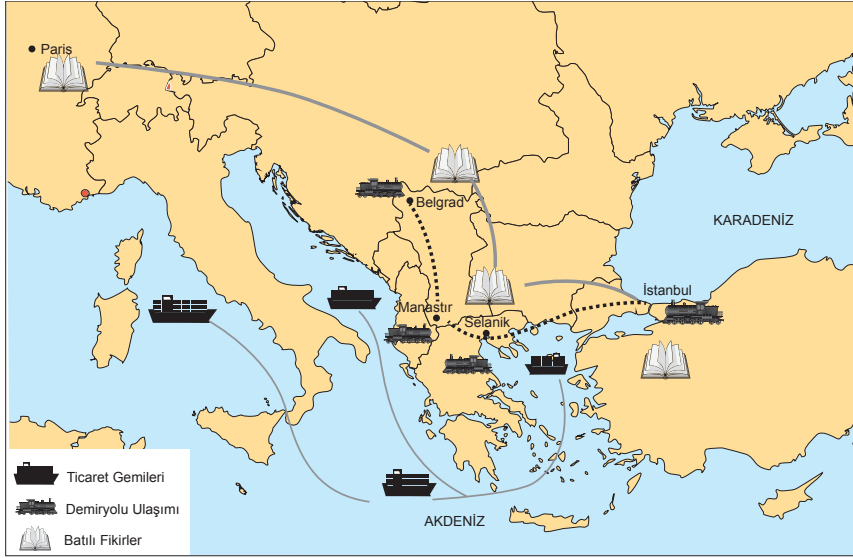 Paris
Belgrad
KARADENİZ
İstanbul
Manastır
Selanik
Ticaret Gemileri
Demiryolu Ulaşımı
AKDENİZ
Batılı Fikirler